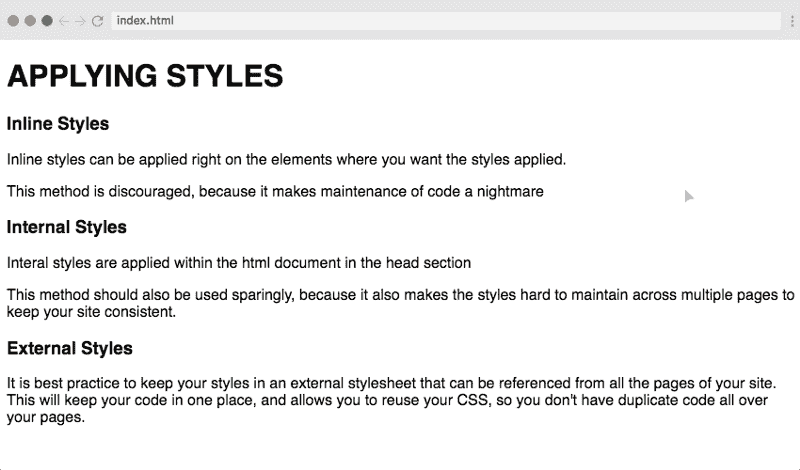 index.html
APPLYING STYLES
Inline Styles
Inline styles can be applied right on the elements where you want the styles applied.
This method is discouraged, because it makes maintenance of code a nightmare
Internal Styles
Interal styles are applied within the html document in the head section
This method should also be used sparingly, because it also makes the styles hard to maintain across multiple pages to
keep your site consistent.
External Styles
It is best practice to keep your styles in an external stylesheet that can be referenced from all the pages of your site.
This will keep your code in one place, and allows you to reuse your CSS, so you don't have duplicate code all over
your pages.